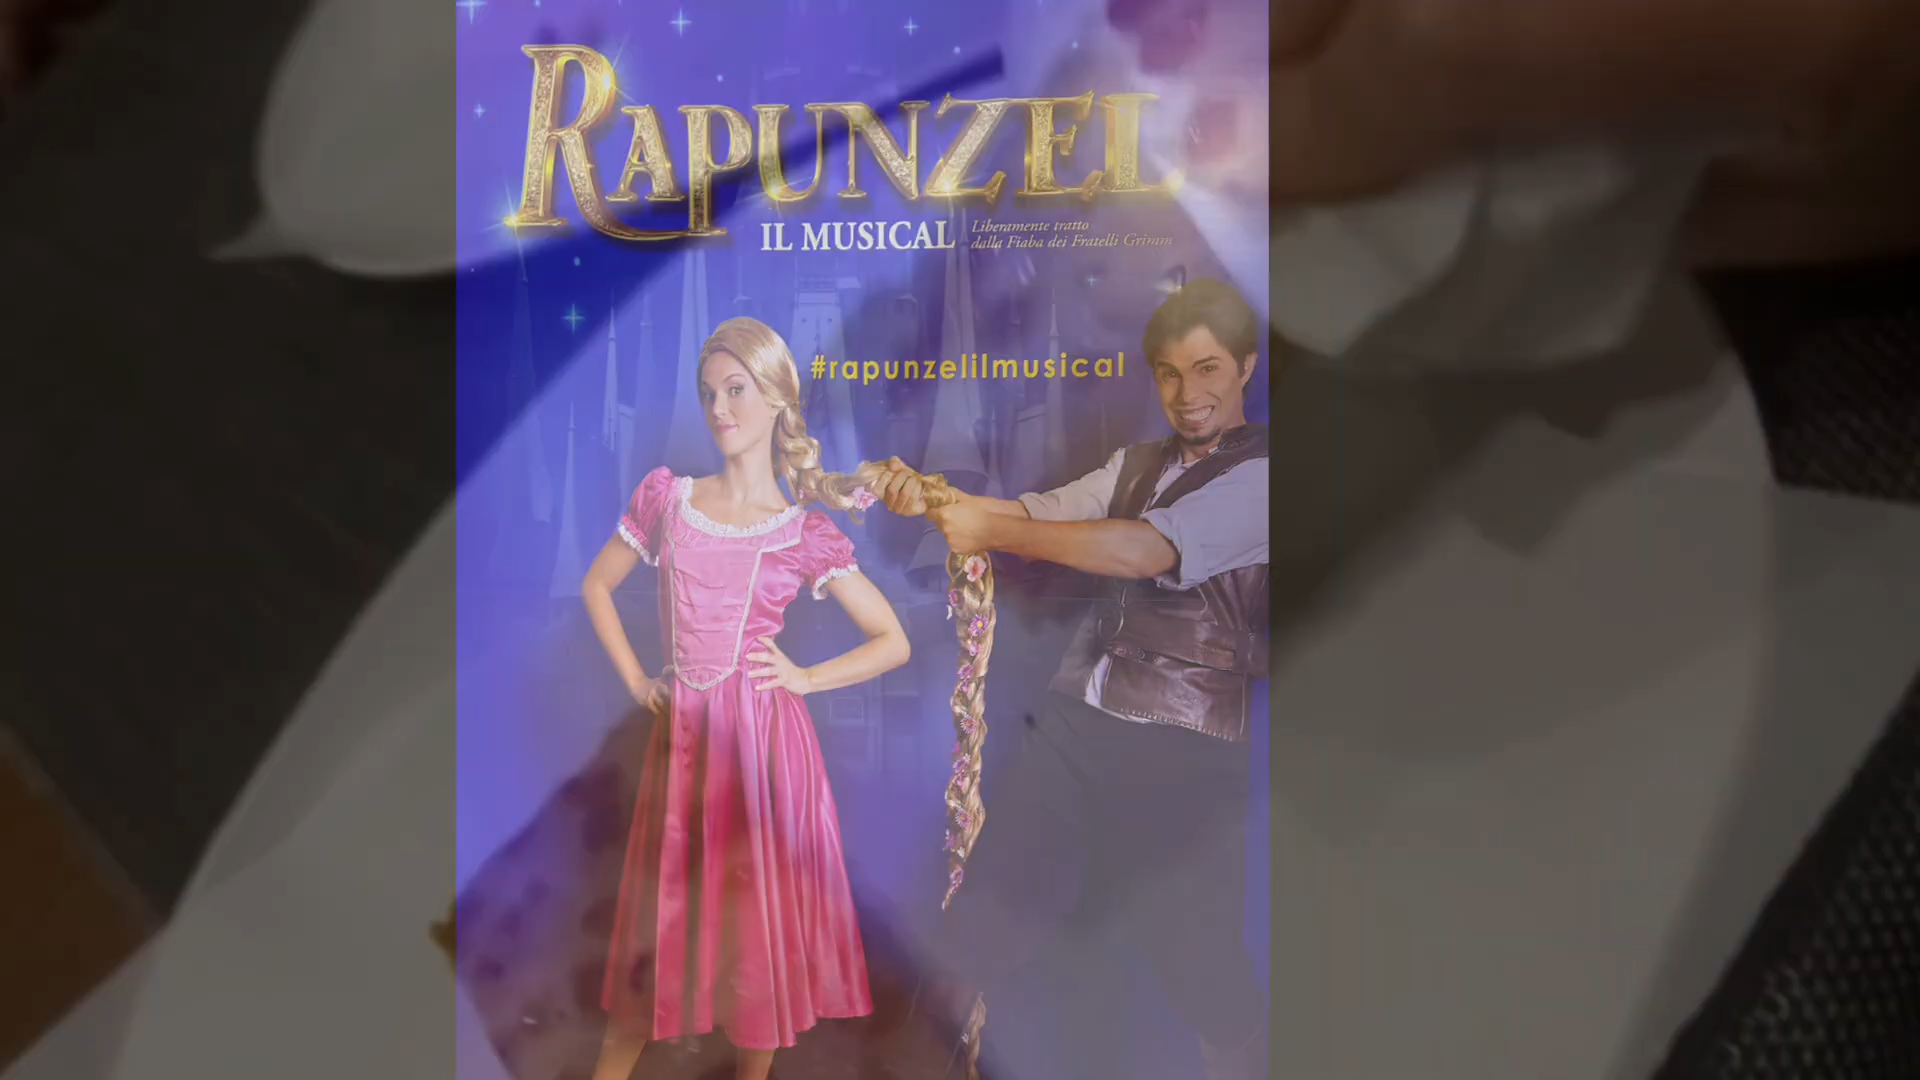 RAPUNZEL
IL MUSICAL
Liberamente tratto
dalla Fiaba dei Fratelli Grimm
#rapunzelilmusical